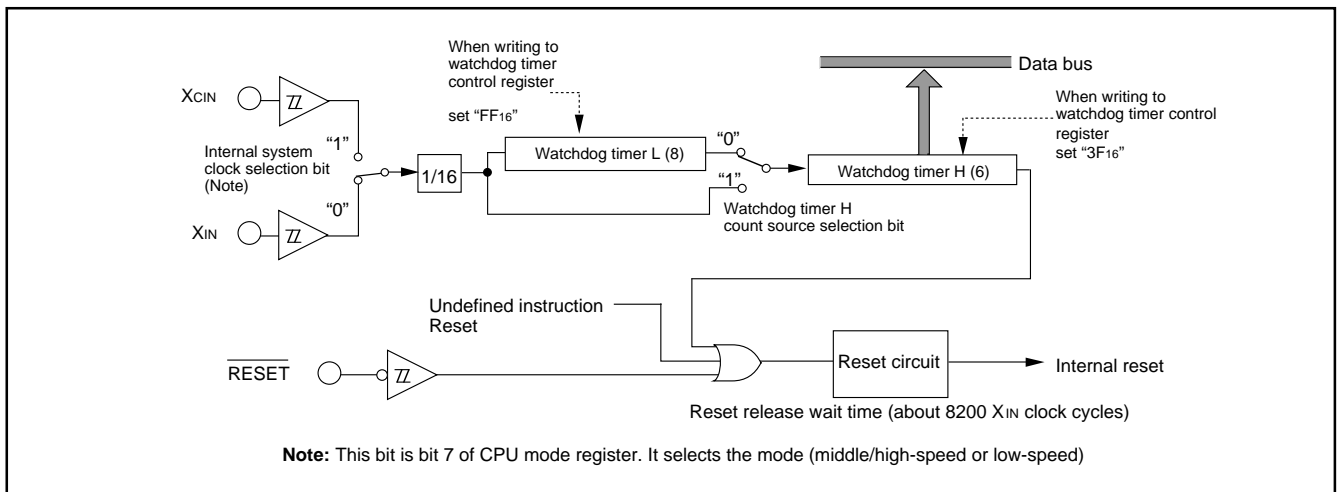 When writing to
watchdog timer
control register
set “FF16”
Data bus
When writing to
watchdog timer control
register
set “3F16”
XCIN
“1”
Internal system
clock selection bit
(Note)
“0”
XIN
1/16
Watchdog timer L (8)
“0”
“1”
Watchdog timer H
count source selection bit
Watchdog timer H (6)
Undefined instruction
Reset
RESET
Reset circuit
Internal reset
Reset release wait time (about 8200 XIN clock cycles)
Note: This bit is bit 7 of CPU mode register. It selects the mode (middle/high-speed or low-speed)